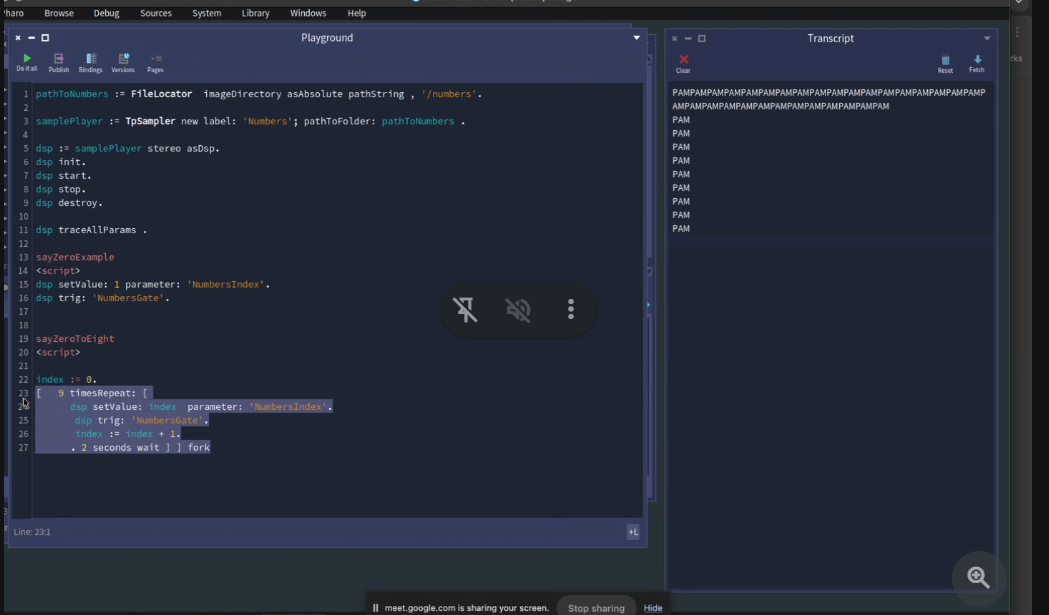 Pharo Browse Debug Sources System Library Windows Help
Playground
Do it all Publish Bindings Versions Pages
1 pathToNumbers := FileLocator imageDirectory asAbsolute pathString , '/numbers'.
2
3 samplePlayer := TpSampler new label: 'Numbers'; pathToFolder: pathToNumbers .
4
5 dsp := samplePlayer stereo asDsp.
6 dsp init.
7 dsp start.
8 dsp stop.
9 dsp destroy.
10
11 dsp traceAllParams .
12
13 sayZeroExample
14 <script>
15 dsp setValue: 1 parameter: 'NumbersIndex'.
16 dsp trig: 'NumbersGate'.
17
18
19 sayZeroToEight
20 <script>
21
22 index := 0.
23 [ 9 timesRepeat: [
24 dsp setValue: index parameter: 'NumbersIndex'.
25 dsp trig: 'NumbersGate'.
26 index := index + 1.
27 . 2 seconds wait ] ] fork
Line: 23:1
+L
Transcript
Clear Reset Fetch
PAMPAMPAMPAMPAMPAMPAMPAMPAMPAMPAMPAMPAMPAMPAMPAMPAMPAMP
AMPAMPAMPAMPAMPAMPAMPAMPAMPAMPAMPAMPAM
PAM
PAM
PAM
PAM
PAM
PAM
PAM
PAM
PAM
rks
meet.google.com is sharing your screen. Stop sharing Hide